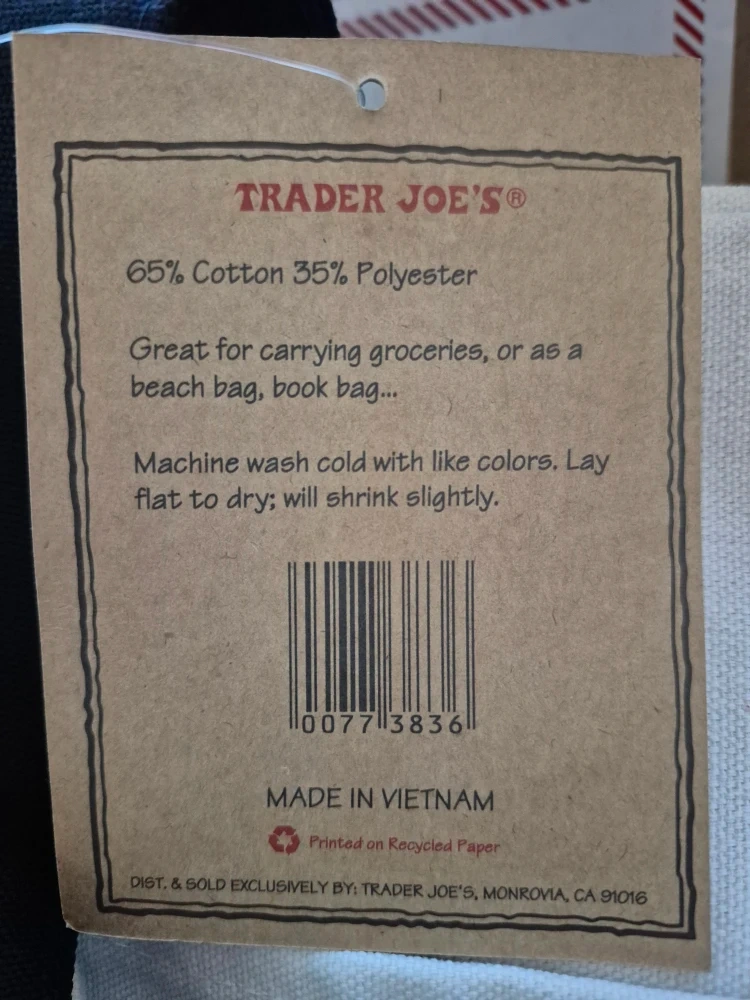 TRADER JOE'S®
65% Cotton 35% Polyester
Great for carrying groceries, or as a
beach bag, book bag...
Machine wash cold with like colors. Lay
flat to dry; will shrink slightly.
0077 3836
MADE IN VIETNAM
Printed on Recycled Paper
DIST. & SOLD EXCLUSIVELY BY: TRADER JOE'S, MONROVIA, CA 91016